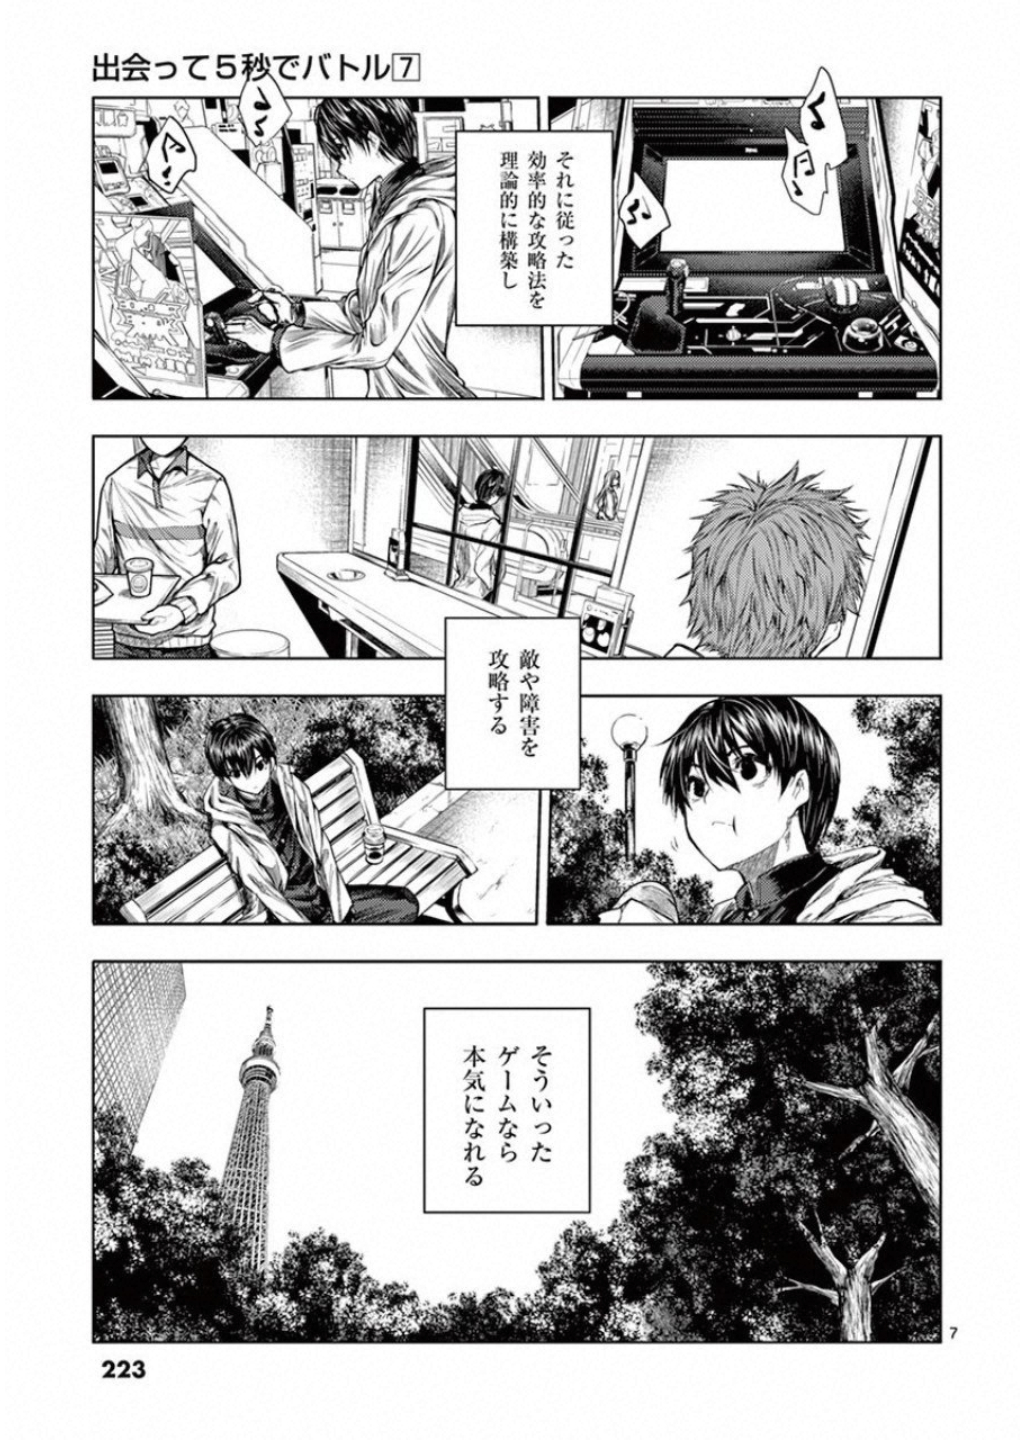 出会って5秒でバトル7
それに従った
効率的な攻略法を
理論的に構築し
敵や障害を
攻略する
そういった
ゲームなら
本気になれる
7
223